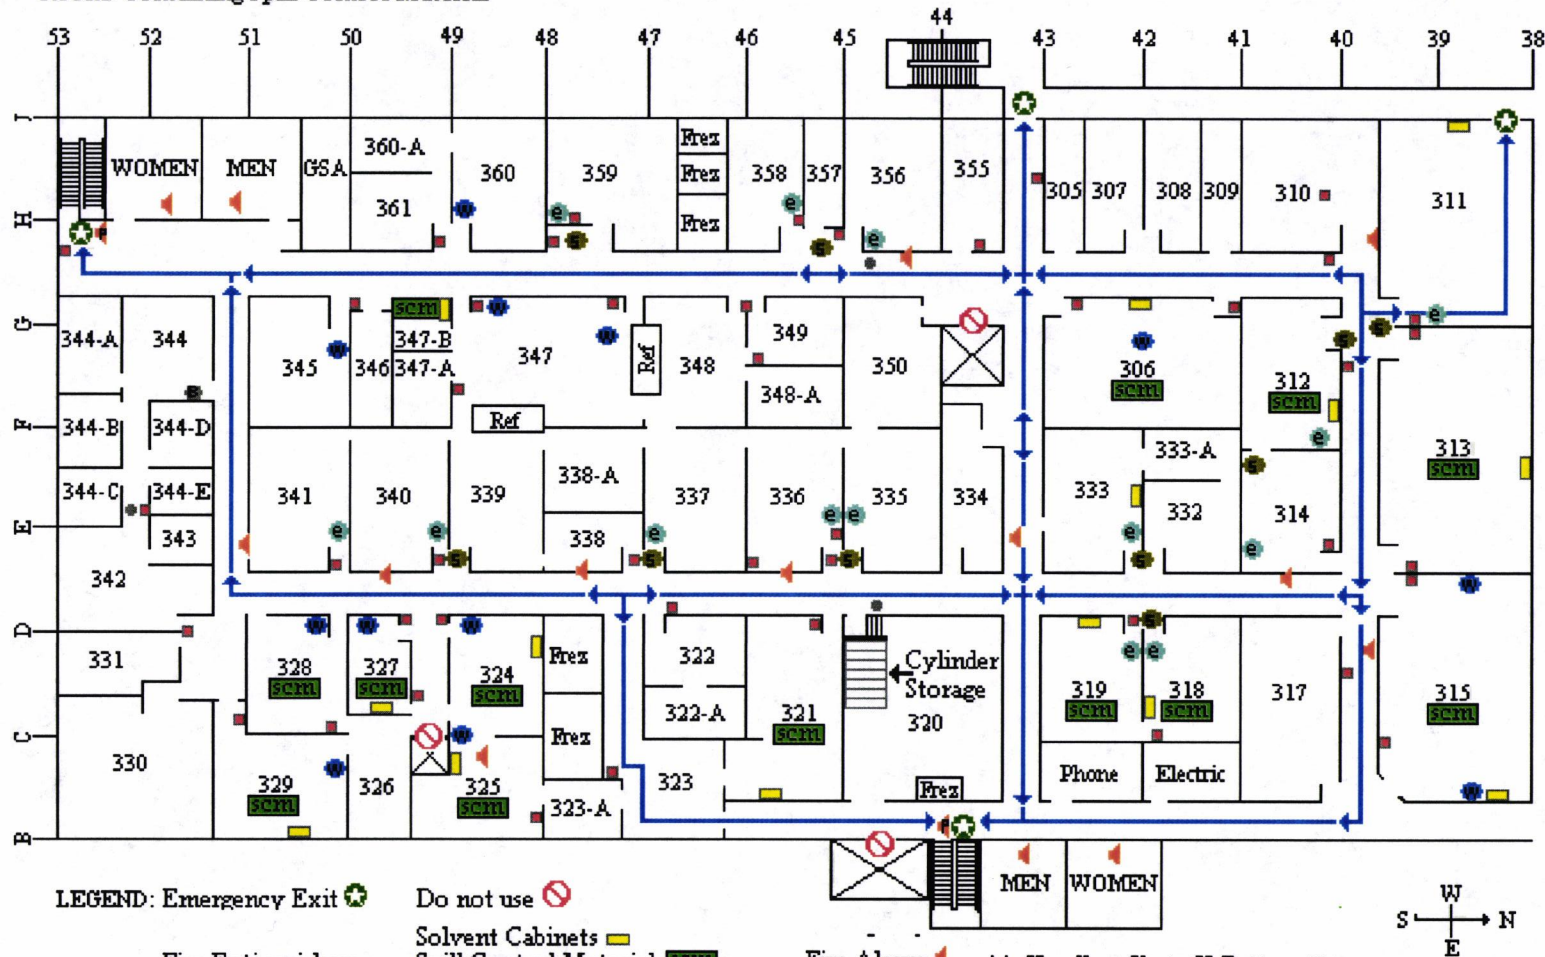 44
53 52 51 50 49 48 47 46 45 43 42 41 40 39 38
J
WOMEN MEN GSA 360-A 360 359 Frez 358 357 356 355 305 307 308 309 310 311
361 Frez
Frez
H
G
344-A 344 345 346 scm 347-B 347-A 347 Ref 348 349 350 306 scm 312 scm
348-A
Ref
F
344-B 344-D 338-A 333-A 313 scm
344-C 344-E 341 340 339 337 336 335 334 333 332 314
E
343 338
342
D
331 328 scm 327 scm 324 scm Frez 322 Cylinder Storage 319 scm 318 scm 317 315 scm
322-A 321 scm 320
C
330 329 scm 326 325 scm Frez 323 Frez Phone Electric
323-A
B
MEN WOMEN
LEGEND: Emergency Exit Do not use
Solvent Cabinets
W
S N
E